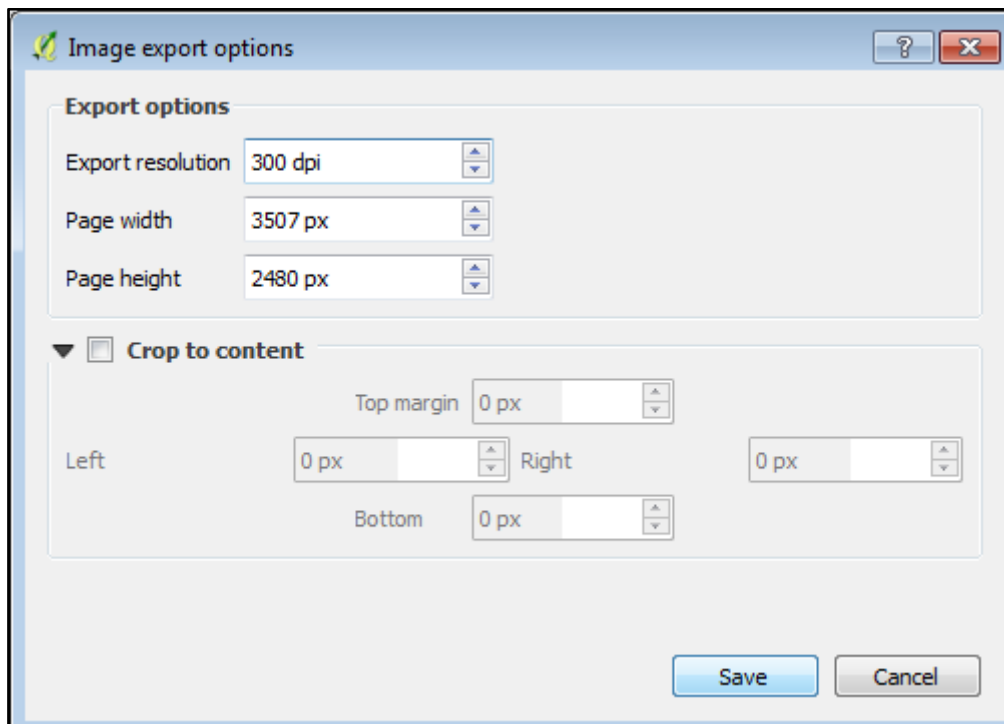 Image export options
Export options
Export resolution 300 dpi
Page width 3507 px
Page height 2480 px
Crop to content
Top margin 0 px
Left 0 px Right 0 px
Bottom 0 px
Save Cancel